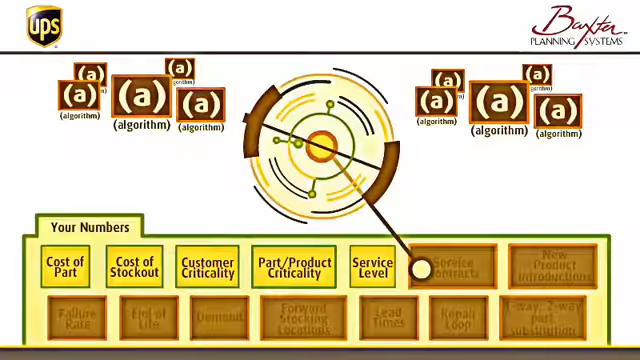 ups
Baxter
PLANNING SYSTEMS
(a)
(a)
(a)
(a)
(algorithm)
(algorithm)
(algorithm)
(a)
(a)
(a)
(a)
(algorithm)
(algorithm)
(algorithm)
Your Numbers
Cost of
Part
Cost of
Stockout
Customer
Criticality
Part/Product
Criticality
Service
Level
Service
Contracts
New
Product
Introductions
Failure
Rate
End of
Life
Demand
Forward
Stocking
Locations
Lead
Times
Repair
Loop
1-way, 2-way
part
substitution